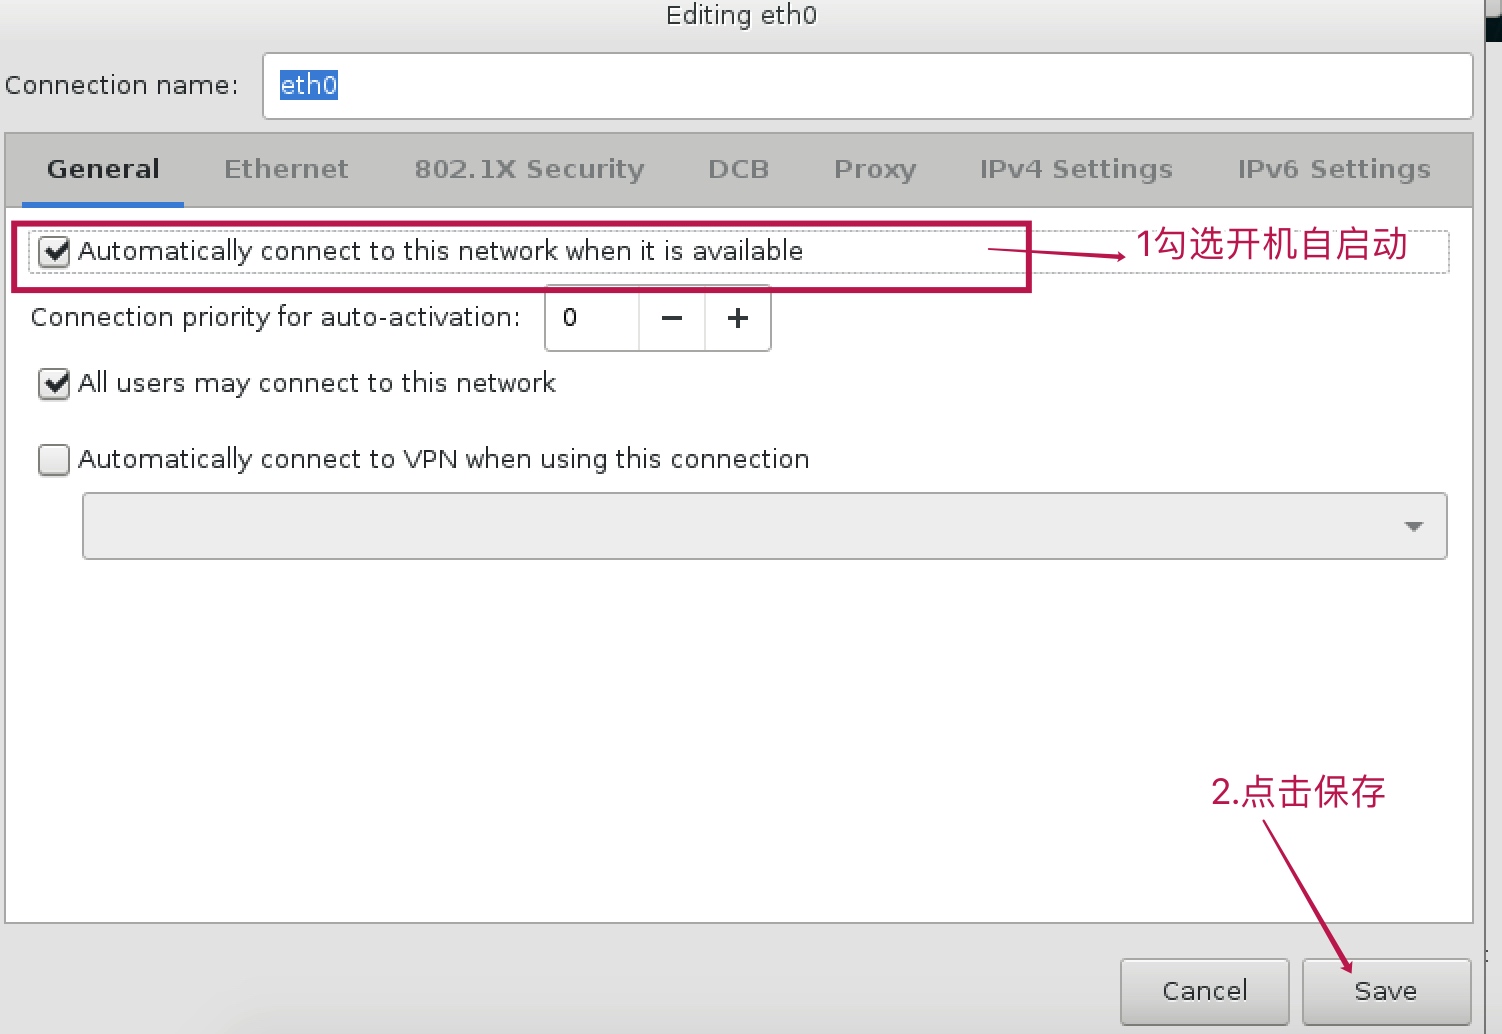 Editing eth0
Connection name: eth0
General Ethernet 802.1X Security DCB Proxy IPv4 Settings IPv6 Settings
Automatically connect to this network when it is available
1勾选开机自启动
Connection priority for auto-activation: 0 − +
All users may connect to this network
Automatically connect to VPN when using this connection
2.点击保存
Cancel Save